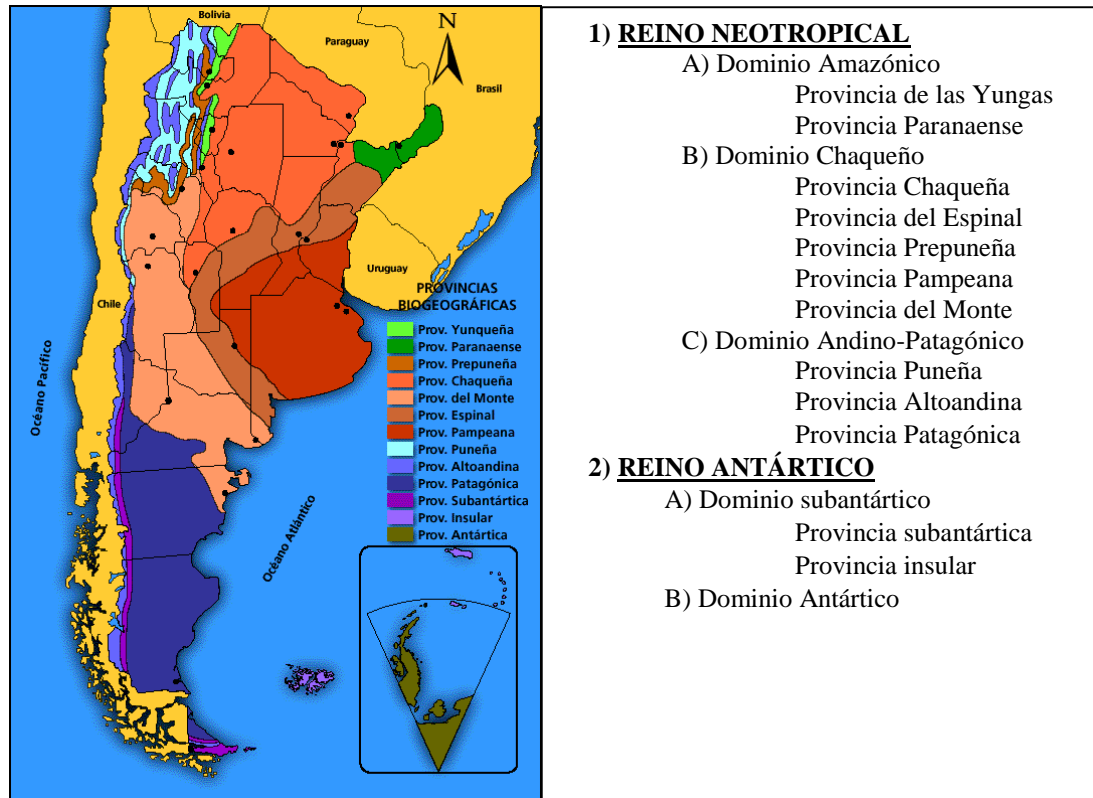 Bolivia
Paraguay
N
Brasil
Uruguay
Chile
Océano Pacífico
Océano Atlántico
PROVINCIAS
BIOGEOGRÁFICAS
Prov. Yunqueña
Prov. Paranaense
Prov. Prepuneña
Prov. Chaqueña
Prov. del Monte
Prov. Espinal
Prov. Pampeana
Prov. Puneña
Prov. Altoandina
Prov. Patagónica
Prov. Subantártica
Prov. Insular
Prov. Antártica
1) REINO NEOTROPICAL
A) Dominio Amazónico
Provincia de las Yungas
Provincia Paranaense
B) Dominio Chaqueño
Provincia Chaqueña
Provincia del Espinal
Provincia Prepuneña
Provincia Pampeana
Provincia del Monte
C) Dominio Andino-Patagónico
Provincia Puneña
Provincia Altoandina
Provincia Patagónica
2) REINO ANTÁRTICO
A) Dominio subantártico
Provincia subantártica
Provincia insular
B) Dominio Antártico